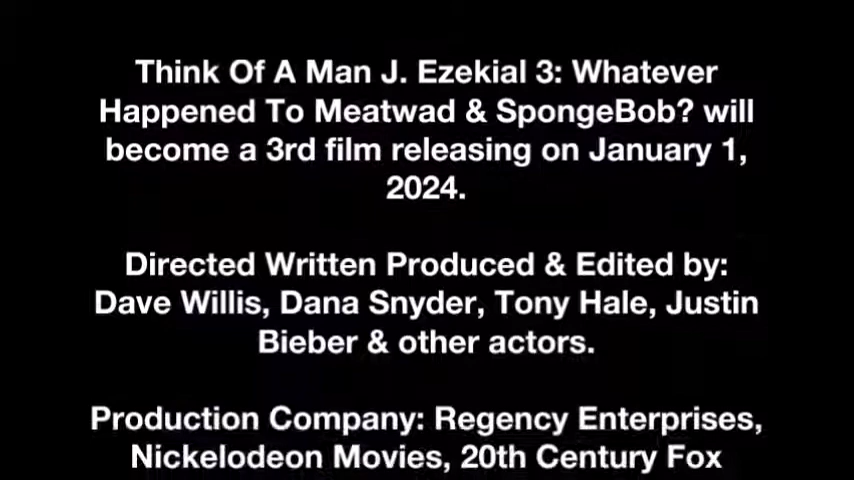 Think Of A Man J. Ezekial 3: Whatever
Happened To Meatwad & SpongeBob? will
become a 3rd film releasing on January 1,
2024.
Directed Written Produced & Edited by:
Dave Willis, Dana Snyder, Tony Hale, Justin
Bieber & other actors.
Production Company: Regency Enterprises,
Nickelodeon Movies, 20th Century Fox